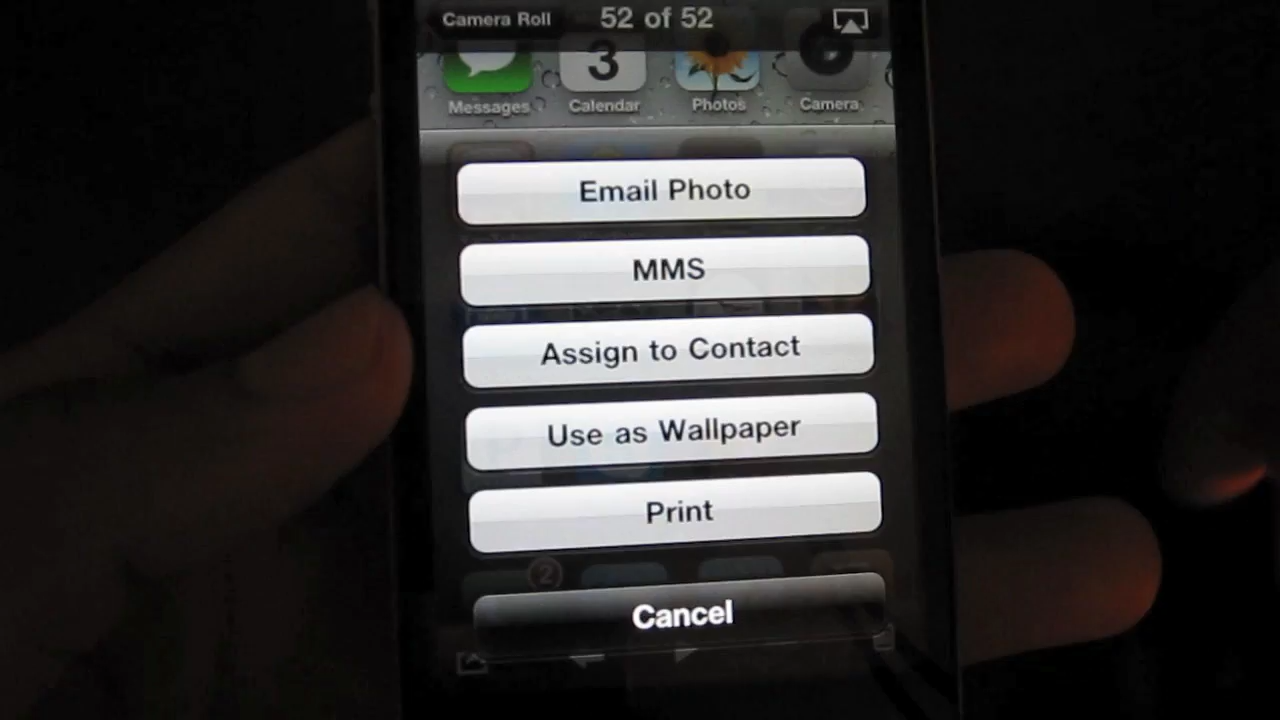 Camera Roll 52 of 52
3
Messages Calendar Photos Camera
Email Photo
MMS
Assign to Contact
Use as Wallpaper
Print
2
Cancel